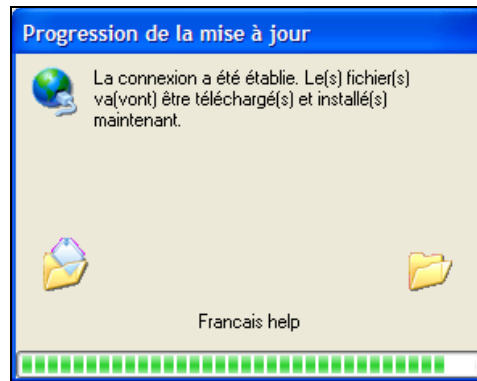 Progression de la mise à jour
La connexion a été établie. Le(s) fichier(s)
va(vont) être téléchargé(s) et installé(s)
maintenant.
Francais help